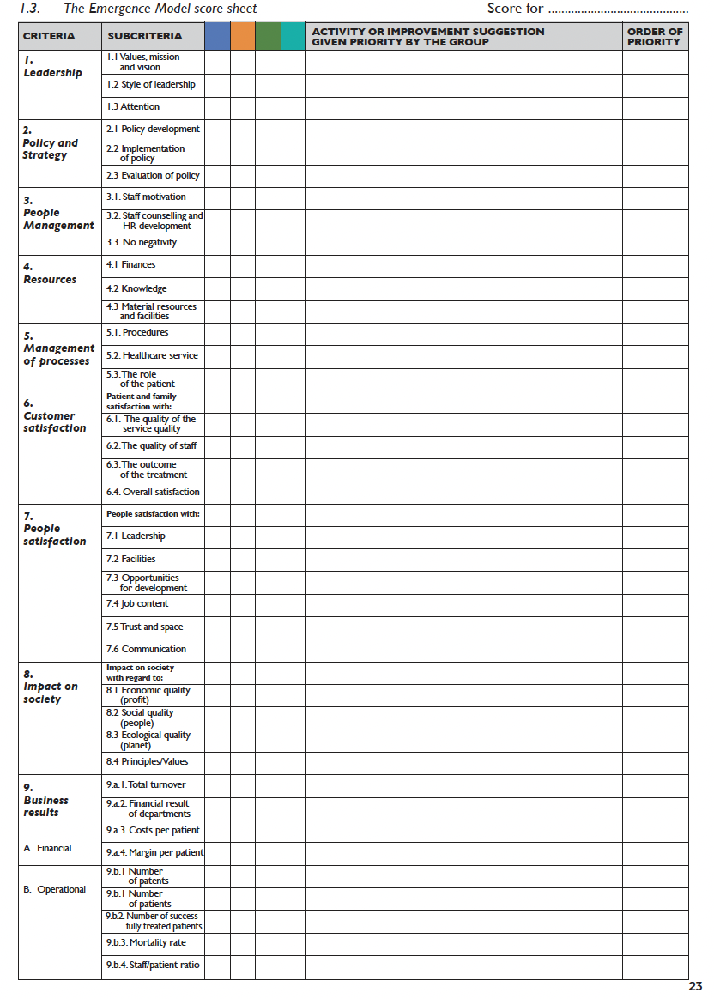 1.3. The Emergence Model score sheet
Score for ..........................................
CRITERIA
SUBCRITERIA
ACTIVITY OR IMPROVEMENT SUGGESTION
GIVEN PRIORITY BY THE GROUP
ORDER OF
PRIORITY
1.
Leadership
1.1 Values, mission
and vision
1.2 Style of leadership
1.3 Attention
2.
Policy and
Strategy
2.1 Policy development
2.2 Implementation
of policy
2.3 Evaluation of policy
3.
People
Management
3.1. Staff motivation
3.2. Staff counselling and
HR development
3.3. No negativity
4.
Resources
4.1 Finances
4.2 Knowledge
4.3 Material resources
and facilities
5.
Management
of processes
5.1. Procedures
5.2. Healthcare service
5.3. The role
of the patient
6.
Customer
satisfaction
Patient and family
satisfaction with:
6.1. The quality of the
service quality
6.2. The quality of staff
6.3. The outcome
of the treatment
6.4. Overall satisfaction
7.
People
satisfaction
People satisfaction with:
7.1 Leadership
7.2 Facilities
7.3 Opportunities
for development
7.4 Job content
7.5 Trust and space
7.6 Communication
8.
Impact on
society
Impact on society
with regard to:
8.1 Economic quality
(profit)
8.2 Social quality
(people)
8.3 Ecological quality
(planet)
8.4 Principles/Values
9.
Business
results
A. Financial
9.a.1. Total turnover
9.a.2. Financial result
of departments
9.a.3. Costs per patient
9.a.4. Margin per patient
B. Operational
9.b.1 Number
of patents
9.b.1 Number
of patients
9.b.2. Number of success-
fully treated patients
9.b.3. Mortality rate
9.b.4. Staff/patient ratio
23